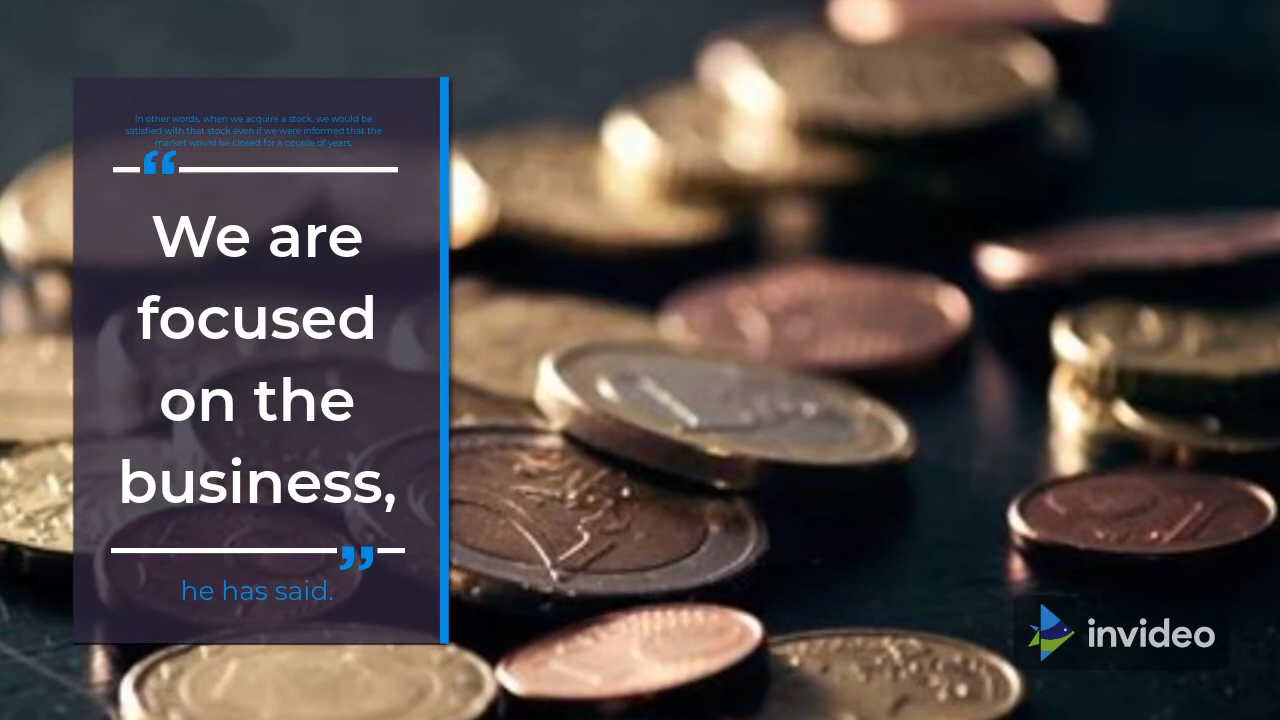 In other words, when we acquire a stock, we would be
satisfied with that stock even if we were informed that the
market would be closed for a couple of years.
“
We are
focused
on the
business,
”
he has said.
invideo